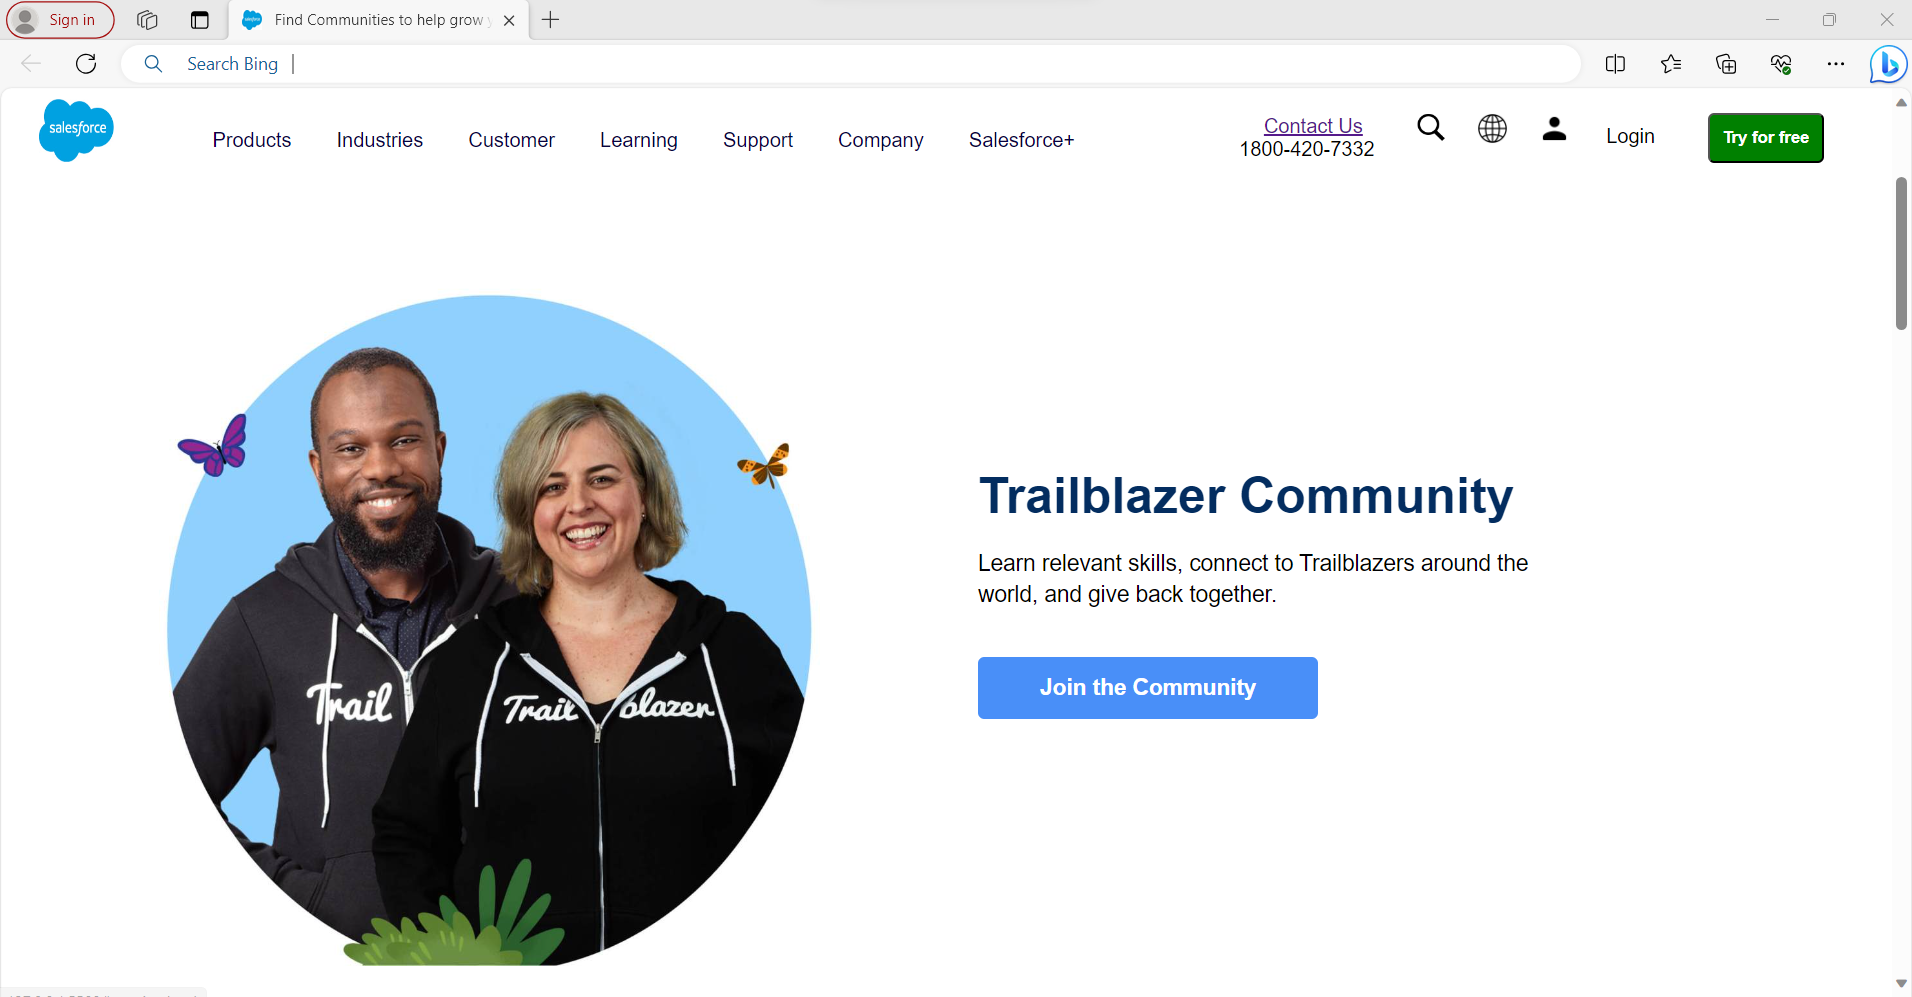 Sign in
Find Communities to help grow
Search Bing
salesforce
Products Industries Customer Learning Support Company Salesforce+
Contact Us
1800-420-7332
Login
Try for free
Trail
Trail blazer
Trailblazer Community
Learn relevant skills, connect to Trailblazers around the
world, and give back together.
Join the Community